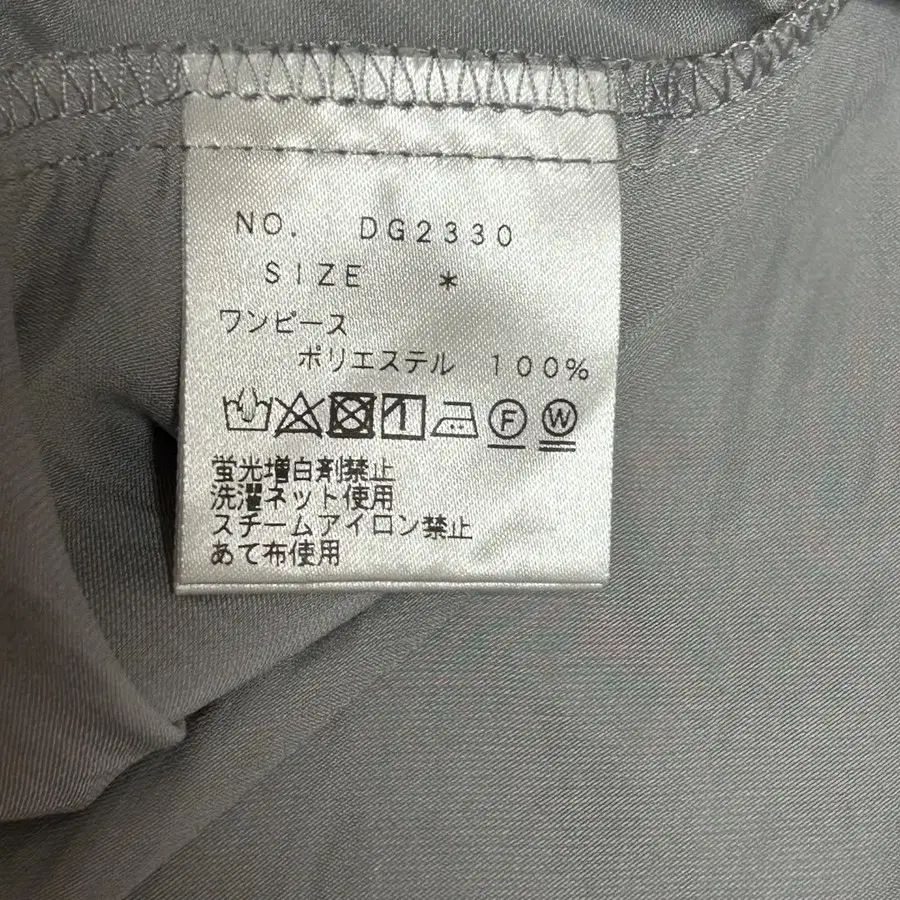 NO. DG2330
SIZE *
ワンピース
ポリエステル 100%
F W
蛍光増白剤禁止
洗濯ネット使用
スチームアイロン禁止
あて布使用